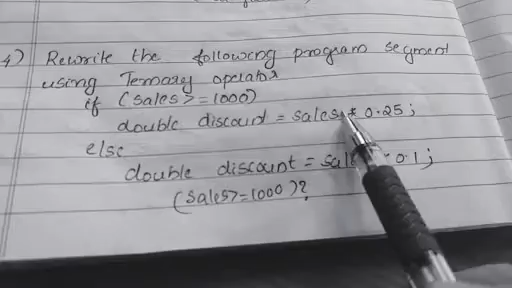 4) Rewrite the following program segment
using Ternary operator
if (sales>=1000)
double discount = sales * 0.25;
else
double discount = 0.1;
(sales>=1000)?